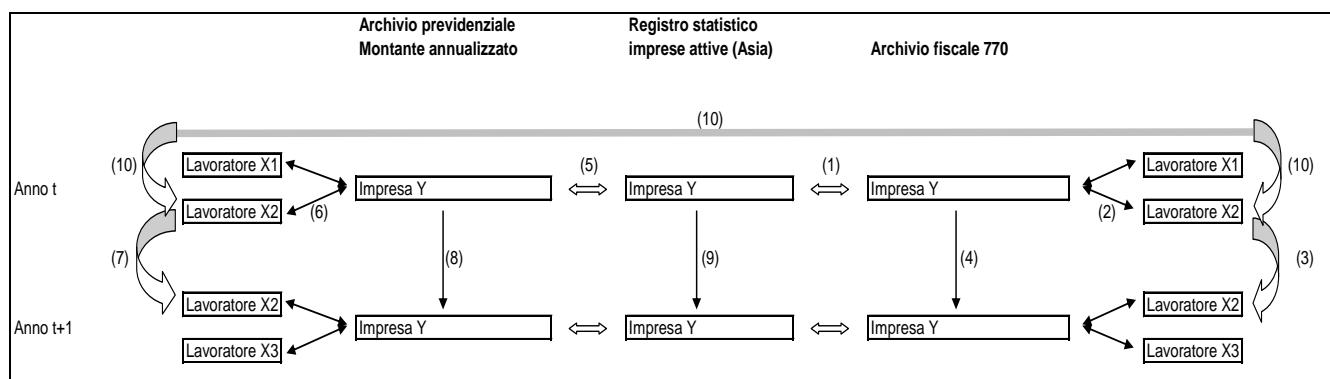 Archivio previdenziale Registro statistico
Montante annualizzato imprese attive (Asia) Archivio fiscale 770
(10)
Lavoratore X1 (5) (1) Lavoratore X1
(10) (10)
Anno t Impresa Y Impresa Y Impresa Y
Lavoratore X2 (6) (2) Lavoratore X2
(7) (8) (9) (4) (3)
Lavoratore X2 Lavoratore X2
Anno t+1 Impresa Y Impresa Y Impresa Y
Lavoratore X3 Lavoratore X3